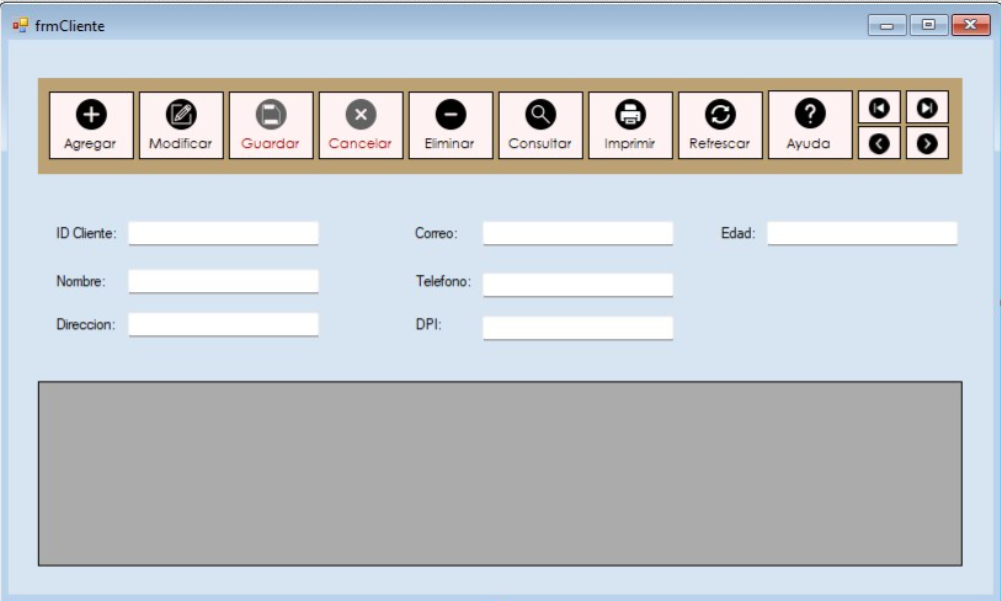 frmCliente
Agregar Modificar Guardar Cancelar Eliminar Consultar Imprimir Refrescar Ayuda
ID Cliente: Correo: Edad:
Nombre: Telefono:
Direccion: DPI: